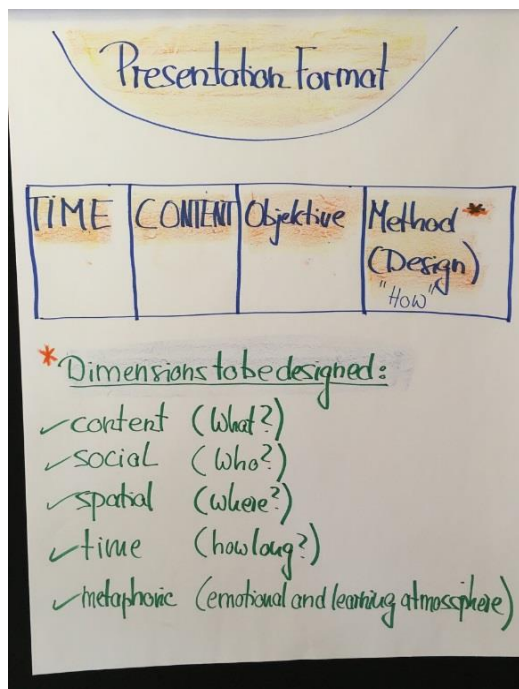 Presentation Format
TIME CONTENT Objektive Method *
(Design)
"How"
* Dimensions to be designed:
✓ content (What?)
✓ social (Who?)
✓ spatial (where?)
✓ time (how long?)
✓ metaphoric (emotional and learning atmossphere)